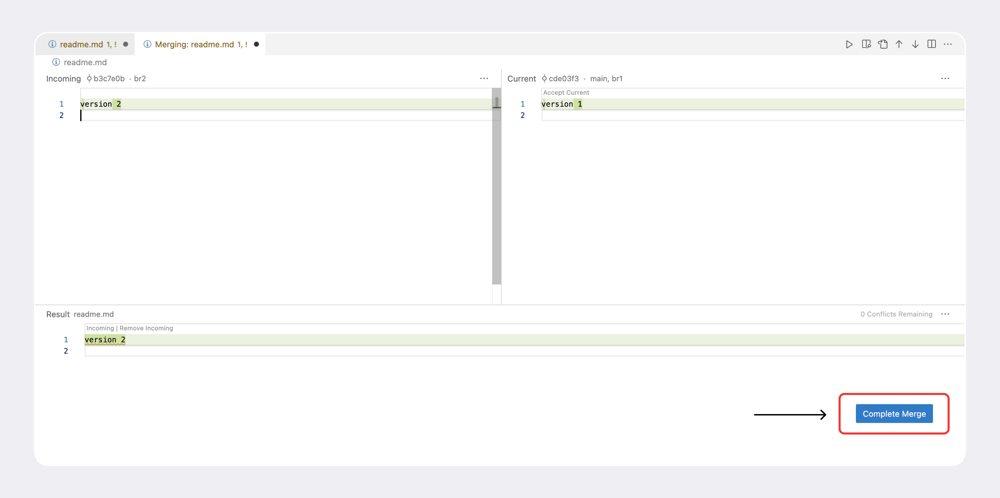 readme.md 1, !
Merging: readme.md 1, !
readme.md
Incoming b3c7e0b • br2
1 version 2
2
Current cde03f3 • main, br1
Accept Current
1 version 1
2
Result readme.md
0 Conflicts Remaining
Incoming | Remove Incoming
1 version 2
2
Complete Merge